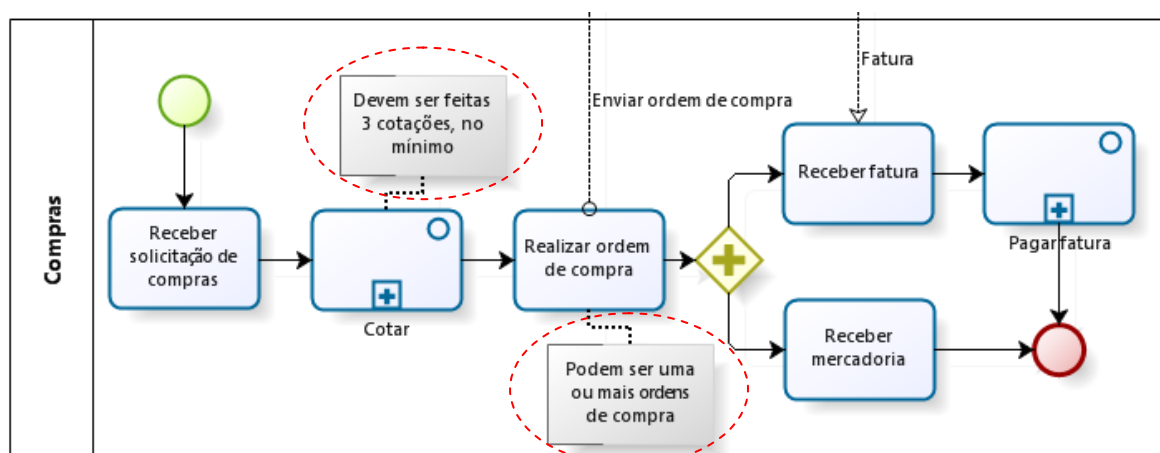 Compras
Receber
solicitação de
compras
Devem ser feitas
3 cotações, no
mínimo
Cotar
Enviar ordem de compra
Realizar ordem
de compra
Podem ser uma
ou mais ordens
de compra
Fatura
Receber fatura
Pagar fatura
Receber
mercadoria